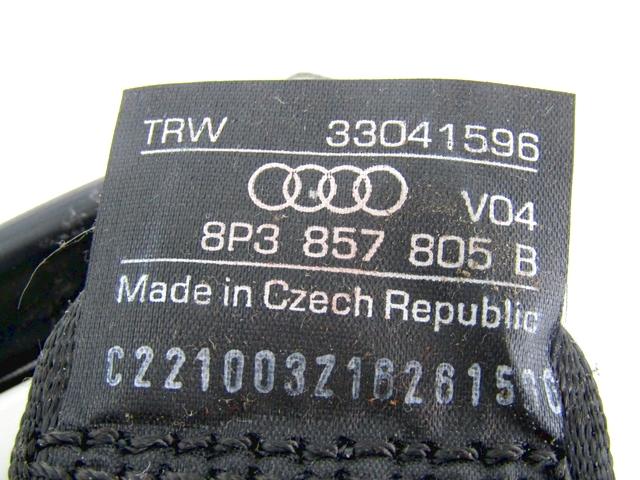 TRW 33041596
V04
8P3 857 805 B
Made in Czech Republic